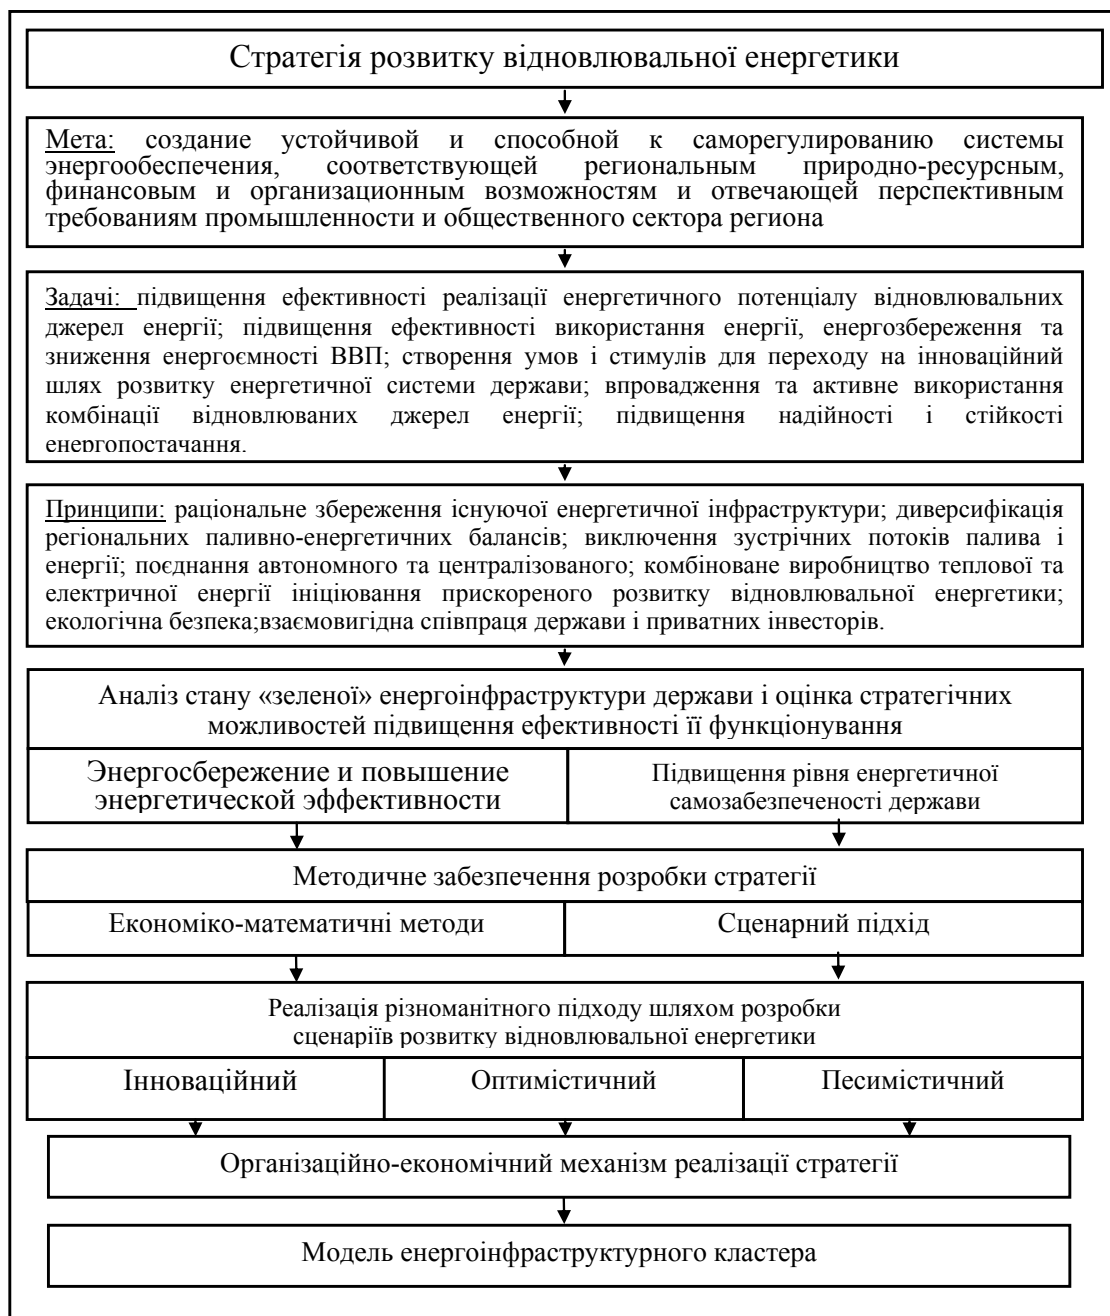 Стратегія розвитку відновлювальної енергетики
Мета: создание устойчивой и способной к саморегулированию системы
энергообеспечения, соответствующей региональным природно-ресурсным,
финансовым и организационным возможностям и отвечающей перспективным
требованиям промышленности и общественного сектора региона
Задачі: підвищення ефективності реалізації енергетичного потенціалу відновлювальних
джерел енергії; підвищення ефективності використання енергії, енергозбереження та
зниження енергоємності ВВП; створення умов і стимулів для переходу на інноваційний
шлях розвитку енергетичної системи держави; впровадження та активне використання
комбінації відновлюваних джерел енергії; підвищення надійності і стійкості
енергопостачання.
Принципи: раціональне збереження існуючої енергетичної інфраструктури; диверсифікація
регіональних паливно-енергетичних балансів; виключення зустрічних потоків палива і
енергії; поєднання автономного та централізованого; комбіноване виробництво теплової та
електричної енергії ініціювання прискореного розвитку відновлювальної енергетики;
екологічна безпека;взаємовигідна співпраця держави і приватних інвесторів.
Аналіз стану «зеленої» енергоінфраструктури держави і оцінка стратегічних
можливостей підвищення ефективності її функціонування
Энергосбережение и повышение
энергетической эффективности
Підвищення рівня енергетичної
самозабезпеченості держави
Методичне забезпечення розробки стратегії
Економіко-математичні методи
Сценарний підхід
Реалізація різноманітного підходу шляхом розробки
сценаріїв розвитку відновлювальної енергетики
Інноваційний
Оптимістичний
Песимістичний
Організаційно-економічний механізм реалізації стратегії
Модель енергоінфраструктурного кластера